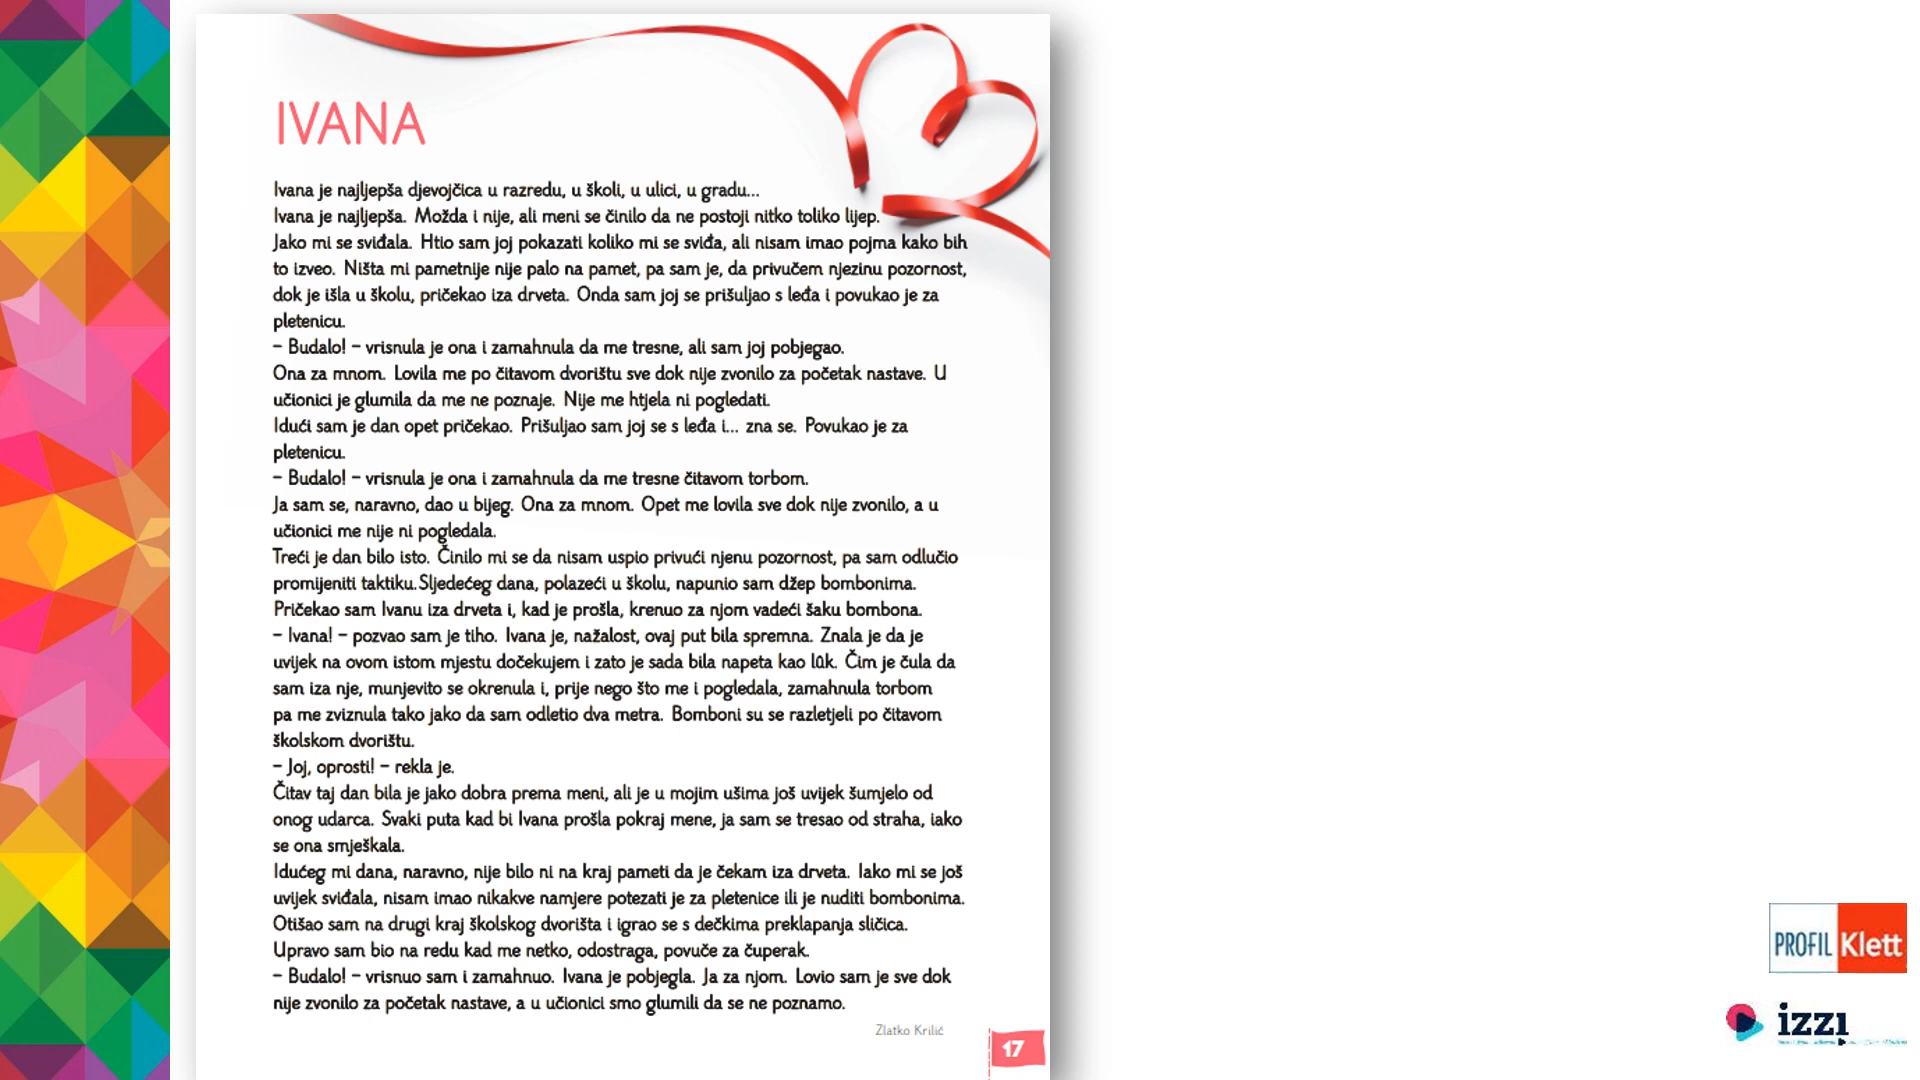 IVANA
Ivana je najljepša djevojčica u razredu, u školi, u ulici, u gradu...
Ivana je najljepša. Možda i nije, ali meni se činilo da ne postoji nitko toliko lijep.
Jako mi se sviđala. Htio sam joj pokazati koliko mi se sviđa, ali nisam imao pojma kako bih
to izveo. Ništa mi pametnije nije palo na pamet, pa sam je, da privučem njezinu pozornost,
dok je išla u školu, pričekao iza drveta. Onda sam joj se prišuljao s leđa i povukao je za
pletenicu.
– Budalo! – vrisnula je ona i zamahnula da me tresne, ali sam joj pobjegao.
Ona za mnom. Lovila me po čitavom dvorištu sve dok nije zvonilo za početak nastave. U
učionici je glumila da me ne poznaje. Nije me htjela ni pogledati.
Idući sam je dan opet pričekao. Prišuljao sam joj se s leđa i... zna se. Povukao je za
pletenicu.
– Budalo! – vrisnula je ona i zamahnula da me tresne čitavom torbom.
Ja sam se, naravno, dao u bijeg. Ona za mnom. Opet me lovila sve dok nije zvonilo, a u
učionici me nije ni pogledala.
Treći je dan bilo isto. Činilo mi se da nisam uspio privući njenu pozornost, pa sam odlučio
promijeniti taktiku.Sljedećeg dana, polazeći u školu, napunio sam džep bombonima.
Pričekao sam Ivanu iza drveta i, kad je prošla, krenuo za njom vadeći šaku bombona.
– Ivana! – pozvao sam je tiho. Ivana je, nažalost, ovaj put bila spremna. Znala je da je
uvijek na ovom istom mjestu dočekujem i zato je sada bila napeta kao lûk. Čim je čula da
sam iza nje, munjevito se okrenula i, prije nego što me i pogledala, zamahnula torbom
pa me zviznula tako jako da sam odletio dva metra. Bomboni su se razletjeli po čitavom
školskom dvorištu.
– Joj, oprosti! – rekla je.
Čitav taj dan bila je jako dobra prema meni, ali je u mojim ušima još uvijek šumjelo od
onog udarca. Svaki puta kad bi Ivana prošla pokraj mene, ja sam se tresao od straha, iako
se ona smješkala.
Idućeg mi dana, naravno, nije bilo ni na kraj pameti da je čekam iza drveta. Iako mi se još
uvijek sviđala, nisam imao nikakve namjere potezati je za pletenice ili je nuditi bombonima.
Otišao sam na drugi kraj školskog dvorišta i igrao se s dečkima preklapanja sličica.
Upravo sam bio na redu kad me netko, odostraga, povuče za čuperak.
– Budalo! – vrisnuo sam i zamahnuo. Ivana je pobjegla. Ja za njom. Lovio sam je sve dok
nije zvonilo za početak nastave, a u učionici smo glumili da se ne poznamo.
Zlatko Krilić
17
PROFIL Klett
izzi